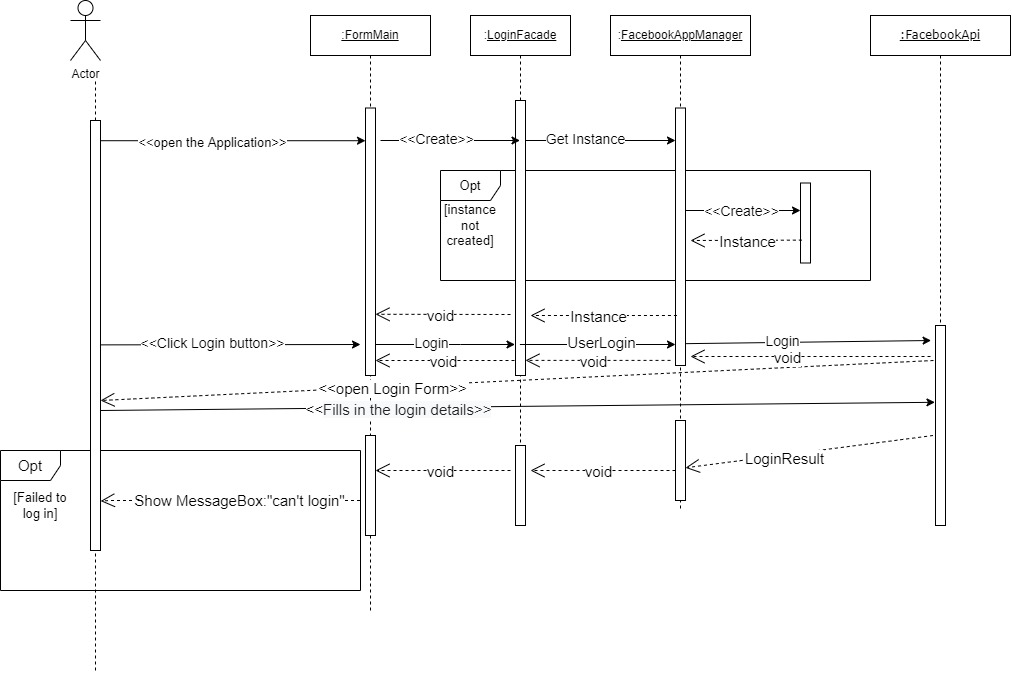 :FormMain
:LoginFacade
:FacebookAppManager
:FacebookApi
Actor
<<open the Application>>
<<Create>>
Get Instance
Opt
[instance
not
created]
<<Create>>
Instance
void
Instance
<<Click Login button>>
Login
UserLogin
Login
void
void
void
<<open Login Form>>
<<Fills in the login details>>
LoginResult
Opt
void
void
[Failed to
log in]
Show MessageBox:"can't login"